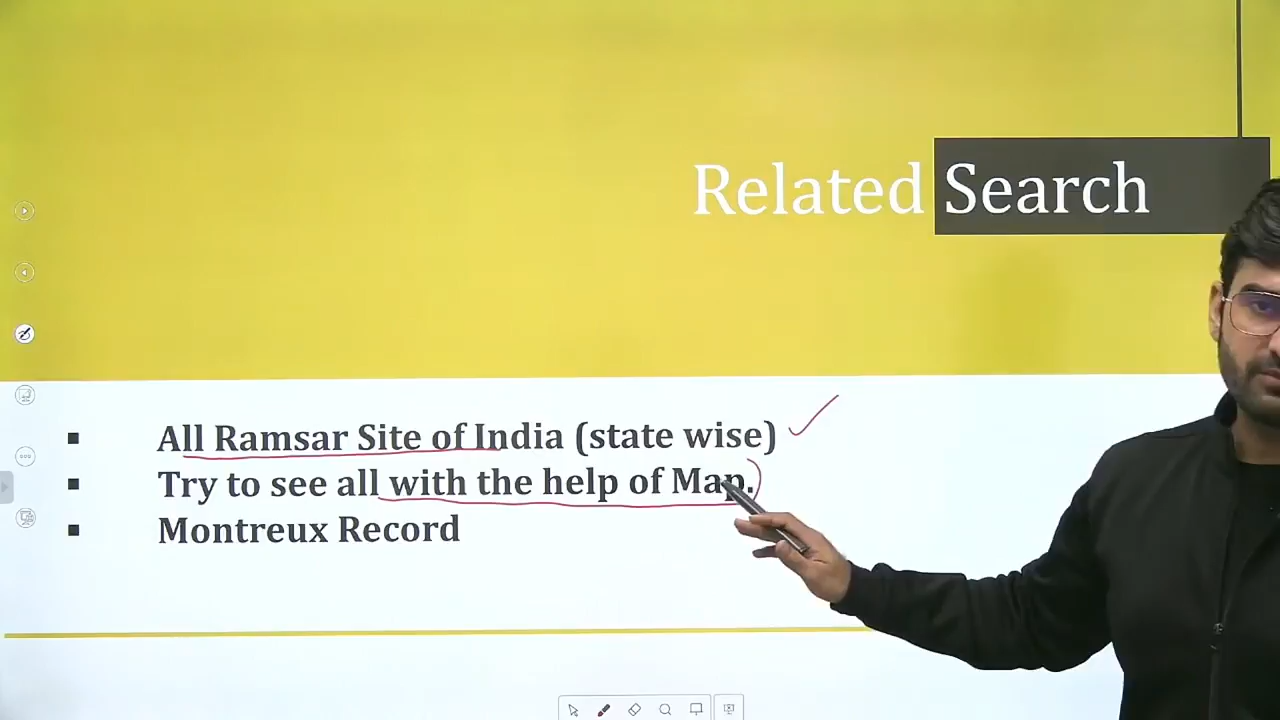 Related Search
All Ramsar Site of India (state wise)
Try to see all with the help of Map.
Montreux Record